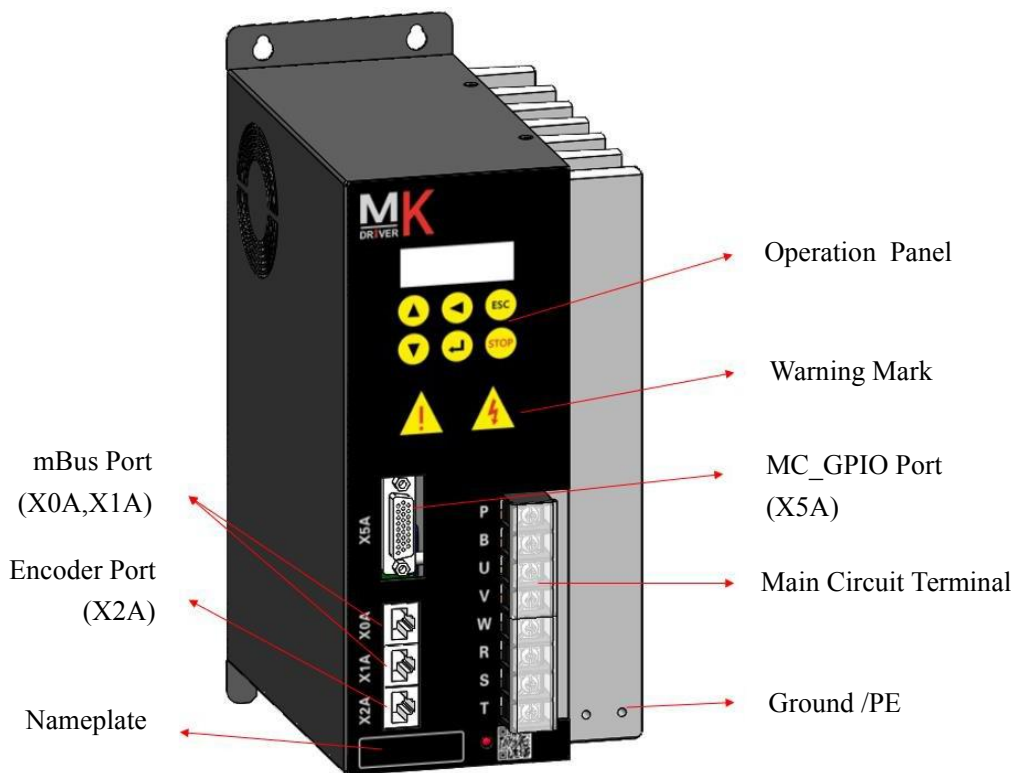 MK
DRIVER
ESC
STOP
Operation Panel
Warning Mark
mBus Port
(X0A,X1A)
MC_GPIO Port
(X5A)
Encoder Port
(X2A)
Main Circuit Terminal
Nameplate
Ground /PE
X5A
X0A
X1A
X2A
P
B
U
V
W
R
S
T